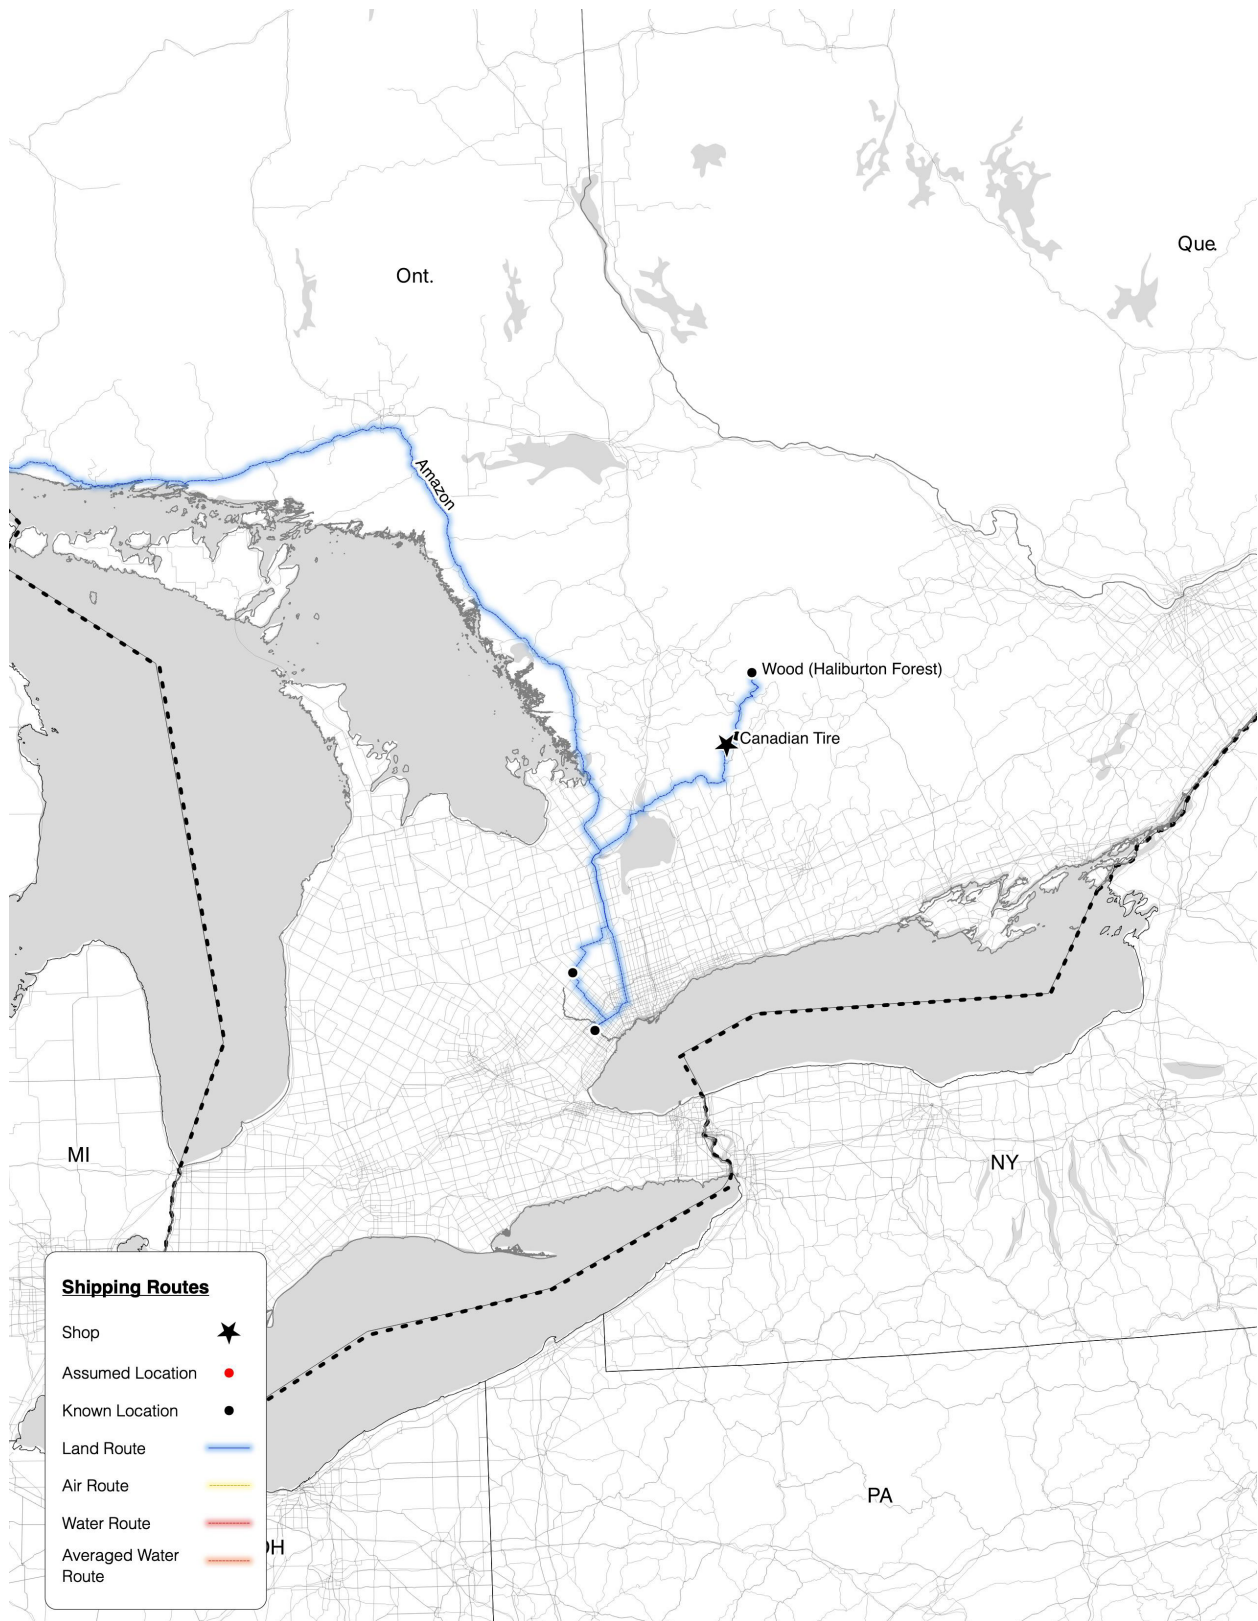 Que.
Ont.
Amazon
Wood (Haliburton Forest)
Canadian Tire
MI
NY
Shipping Routes
Shop
Assumed Location
Known Location
Land Route
Air Route
Water Route
Averaged Water
Route
PA
OH